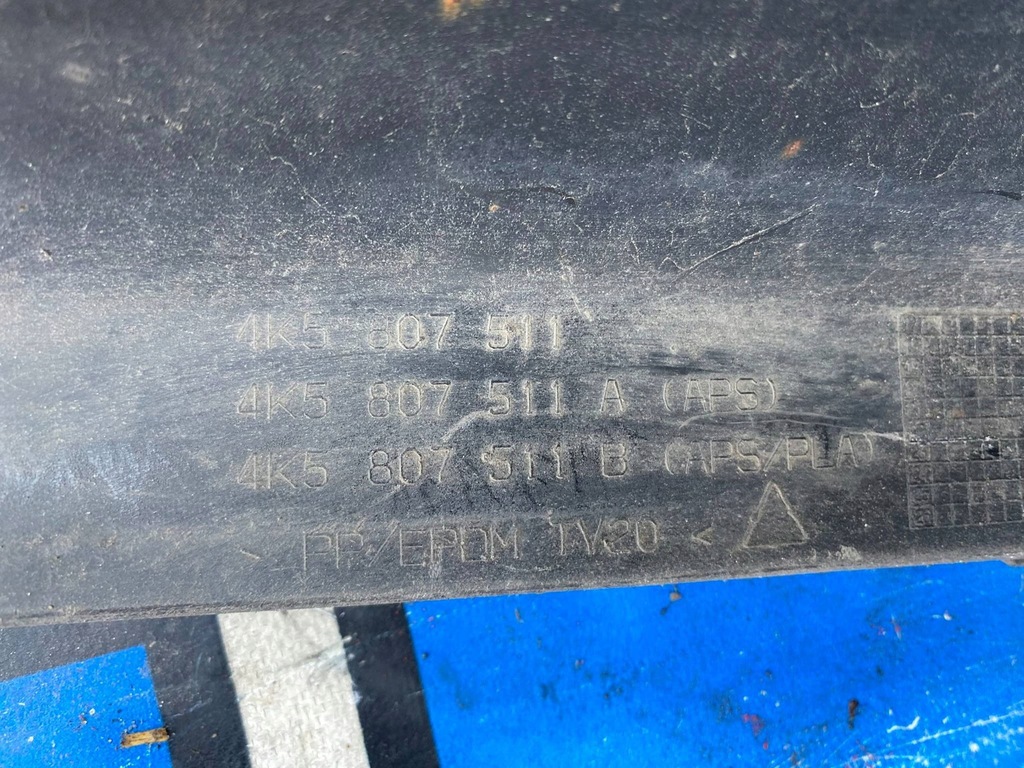 4K5 807 511
4K5 807 511 A (APS)
4K5 807 511 B (APS/PLA)
> PP/EPDM TV20 <